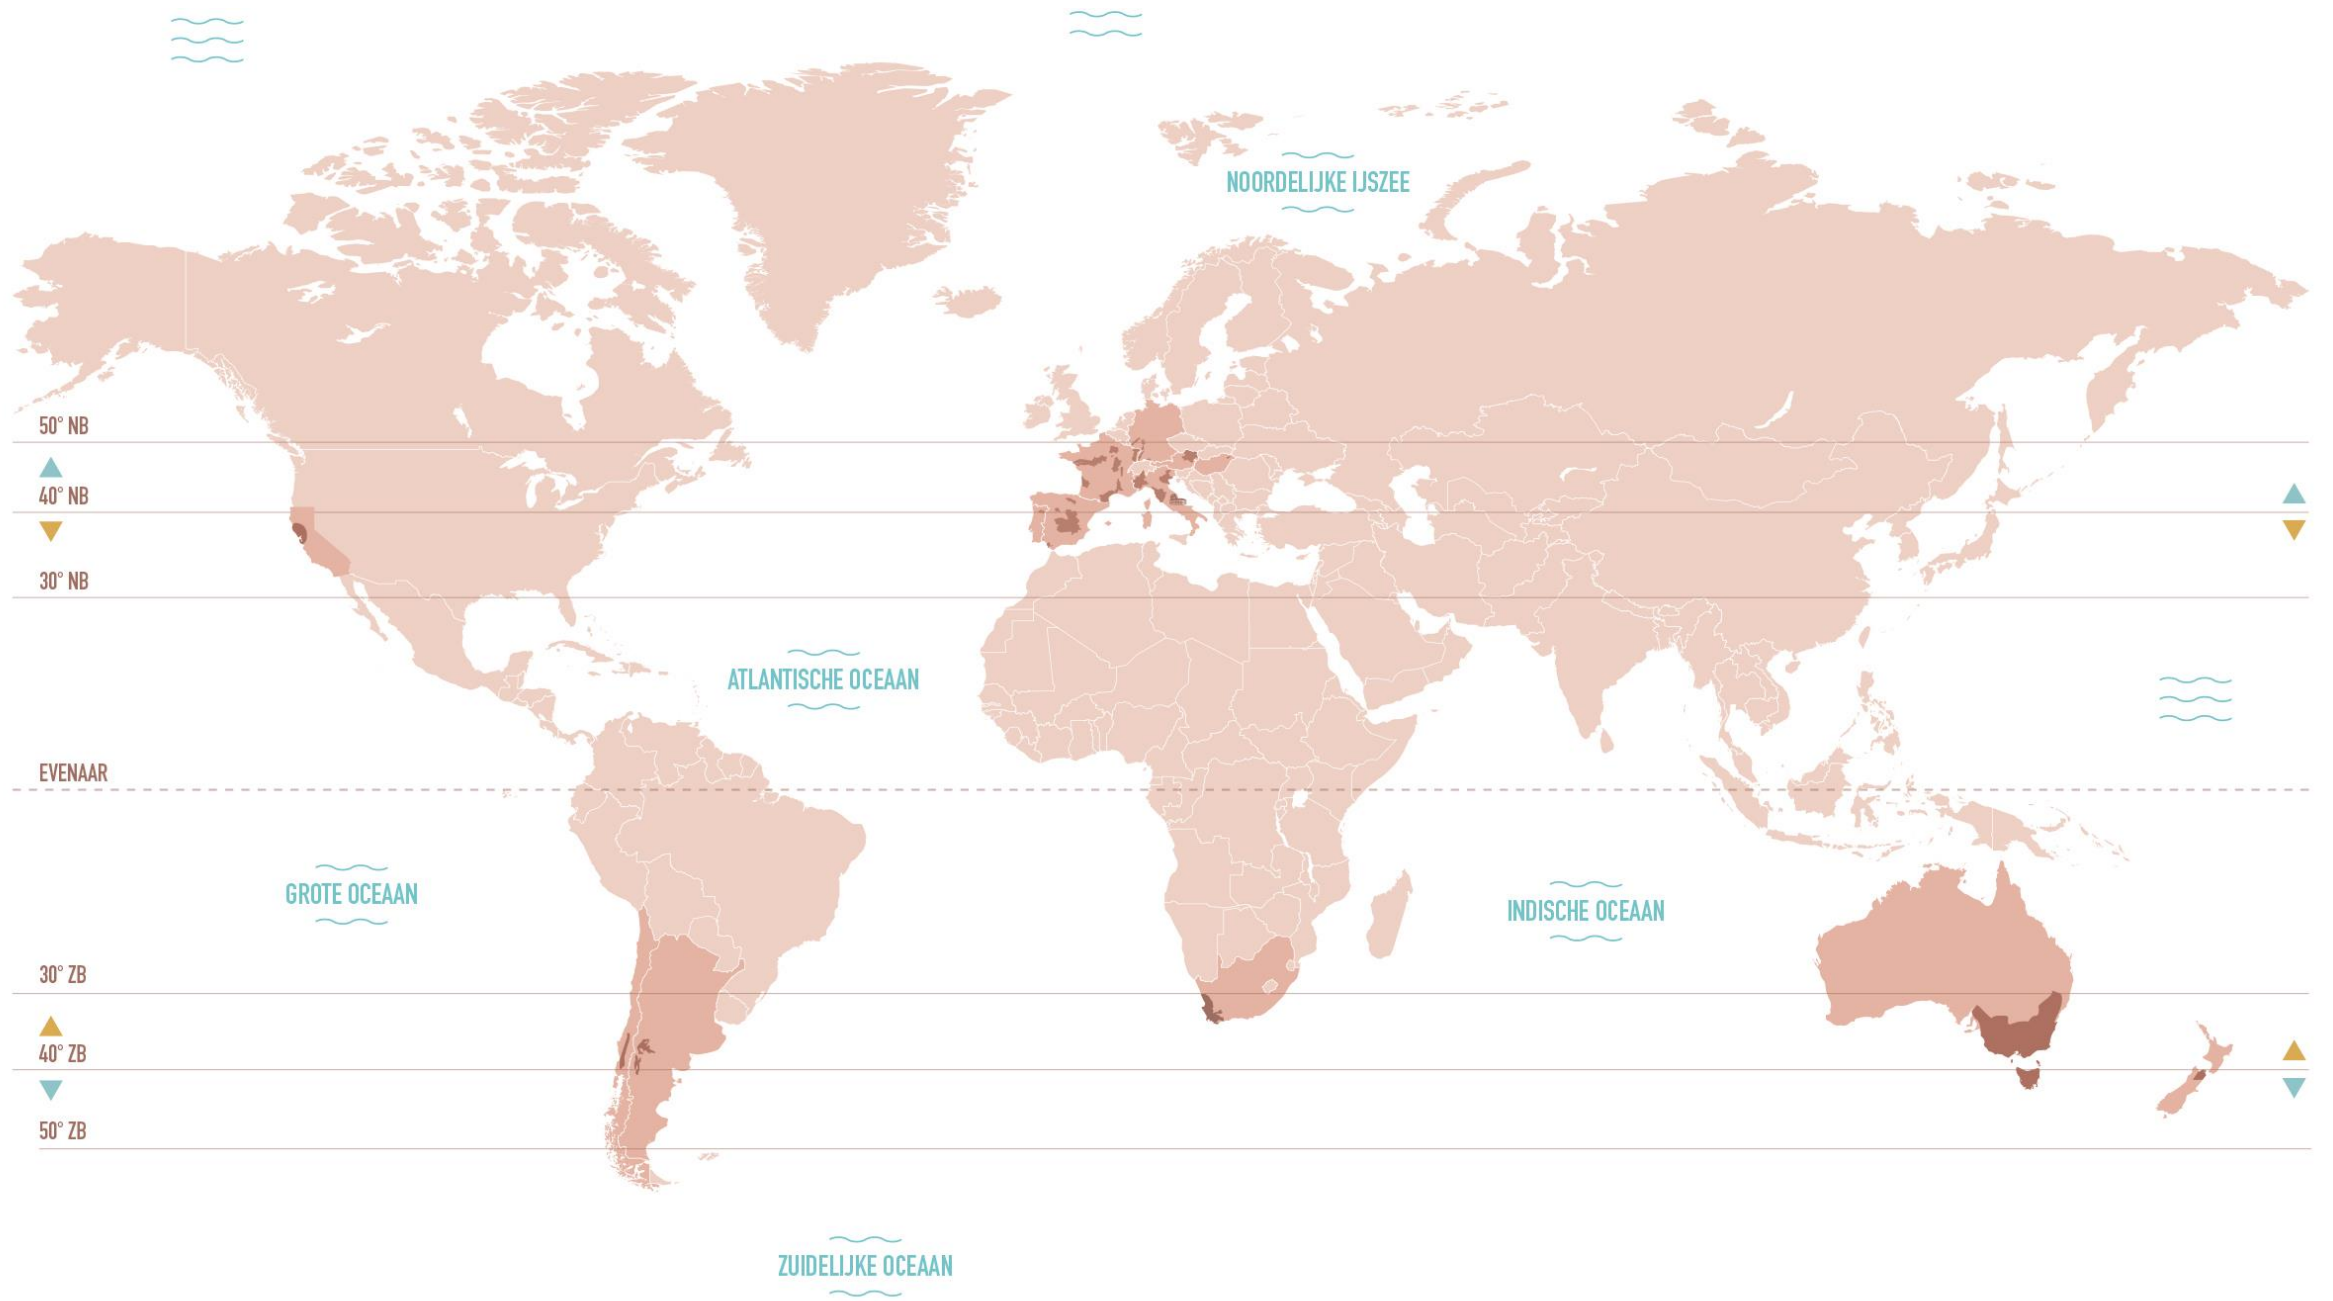 NOORDELIJKE IJSZEE
50° NB
40° NB
30° NB
ATLANTISCHE OCEAAN
EVENAAR
GROTE OCEAAN
INDISCHE OCEAAN
30° ZB
40° ZB
50° ZB
ZUIDELIJKE OCEAAN